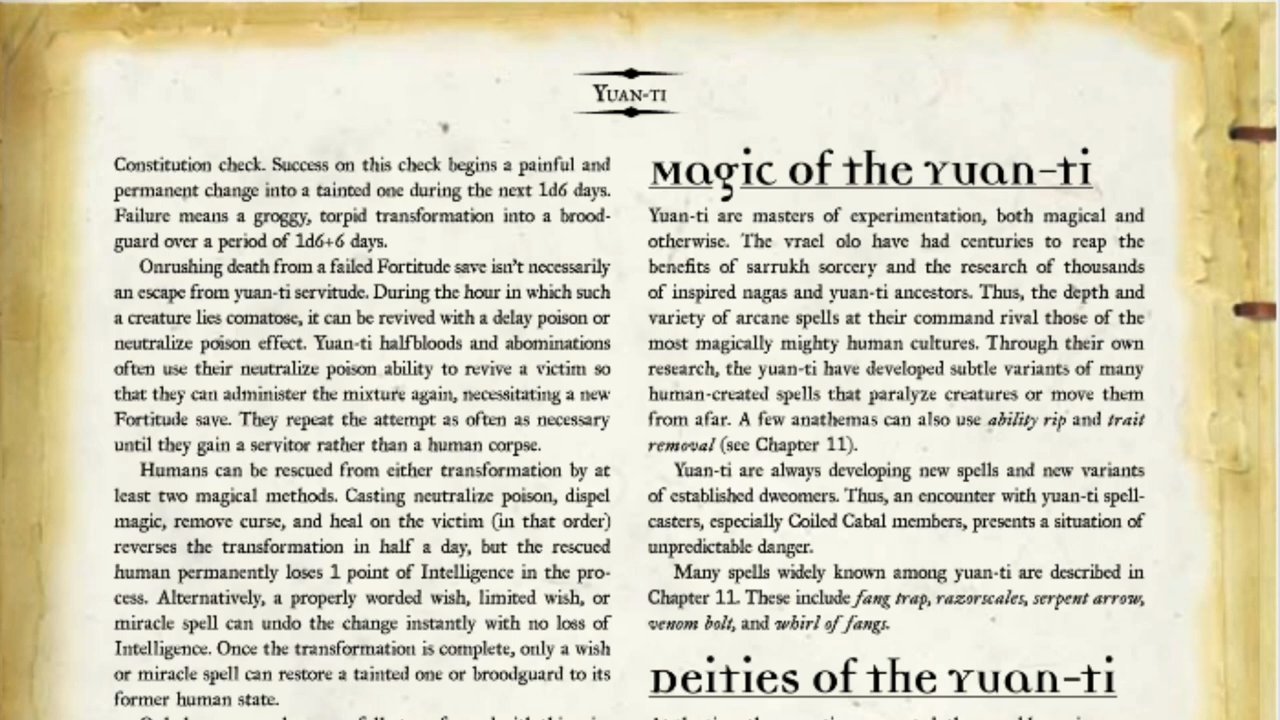 Yuan-ti
Constitution check. Success on this check begins a painful and
permanent change into a tainted one during the next 1d6 days.
Failure means a groggy, torpid transformation into a brood-
guard over a period of 1d6+6 days.
Onrushing death from a failed Fortitude save isn't necessarily
an escape from yuan-ti servitude. During the hour in which such
a creature lies comatose, it can be revived with a delay poison or
neutralize poison effect. Yuan-ti halfbloods and abominations
often use their neutralize poison ability to revive a victim so
that they can administer the mixture again, necessitating a new
Fortitude save. They repeat the attempt as often as necessary
until they gain a servitor rather than a human corpse.
Humans can be rescued from either transformation by at
least two magical methods. Casting neutralize poison, dispel
magic, remove curse, and heal on the victim (in that order)
reverses the transformation in half a day, but the rescued
human permanently loses 1 point of Intelligence in the pro-
cess. Alternatively, a properly worded wish, limited wish, or
miracle spell can undo the change instantly with no loss of
Intelligence. Once the transformation is complete, only a wish
or miracle spell can restore a tainted one or broodguard to its
former human state.
Magic of the Yuan-ti
Yuan-ti are masters of experimentation, both magical and
otherwise. The vrael olo have had centuries to reap the
benefits of sarrukh sorcery and the research of thousands
of inspired nagas and yuan-ti ancestors. Thus, the depth and
variety of arcane spells at their command rival those of the
most magically mighty human cultures. Through their own
research, the yuan-ti have developed subtle variants of many
human-created spells that paralyze creatures or move them
from afar. A few anathemas can also use ability rip and trait
removal (see Chapter 11).
Yuan-ti are always developing new spells and new variants
of established dweomers. Thus, an encounter with yuan-ti spell-
casters, especially Coiled Cabal members, presents a situation of
unpredictable danger.
Many spells widely known among yuan-ti are described in
Chapter 11. These include fang trap, razorscales, serpent arrow,
venom bolt, and whirl of fangs.
Deities of the Yuan-ti